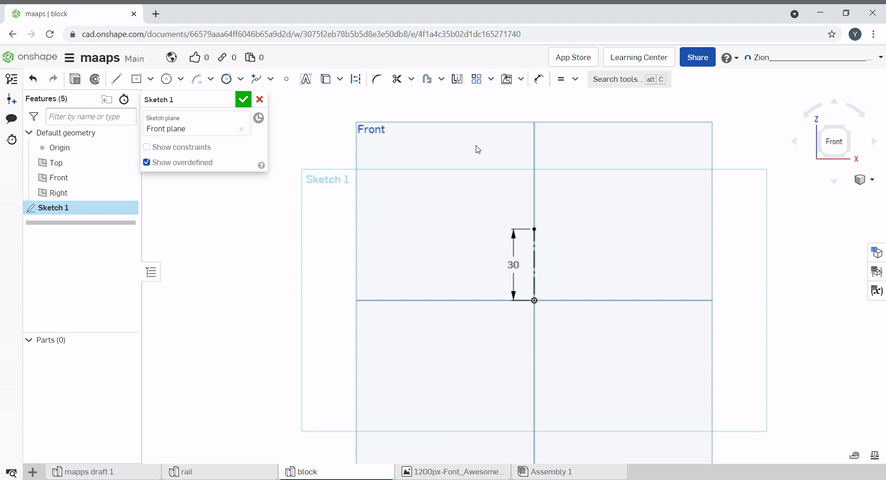 maaps | block
cad.onshape.com/documents/66579aaa64ff6046b65a9d2d/w/3075f2eb78b5b5d8e3e50db4/e/4f1a4c35b02d1dc165271740
Y
onshape
maaps Main
0
0
0
App Store
Learning Center
Share
Zion_
Search tools... alt C
Features (5)
Filter by name or type
Default geometry
Origin
Top
Front
Right
Sketch 1
Parts (0)
Sketch 1
Sketch plane
Front plane
Show constraints
Show overdefined
Front
Sketch 1
30
Z
Front
X
(x)
mapps draft 1
rail
block
1200px-Font_Awesome...
Assembly 1